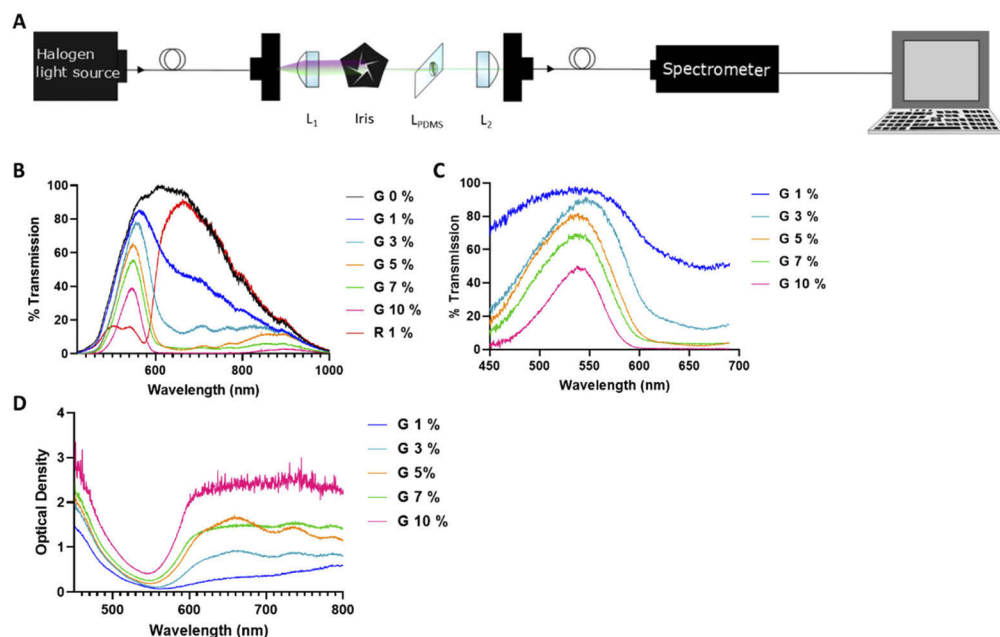 A
Halogen
light source
L1
Iris
LPDMS
L2
Spectrometer
B
% Transmission
100
80
60
40
20
0
600
800
1000
Wavelength (nm)
G 0 %
G 1 %
G 3 %
G 5 %
G 7 %
G 10 %
R 1 %
C
% Transmission
100
80
60
40
20
0
450
500
550
600
650
700
Wavelength (nm)
G 1 %
G 3 %
G 5 %
G 7 %
G 10 %
D
Optical Density
4
3
2
1
0
500
600
700
800
Wavelength (nm)
G 1 %
G 3 %
G 5%
G 7 %
G 10 %